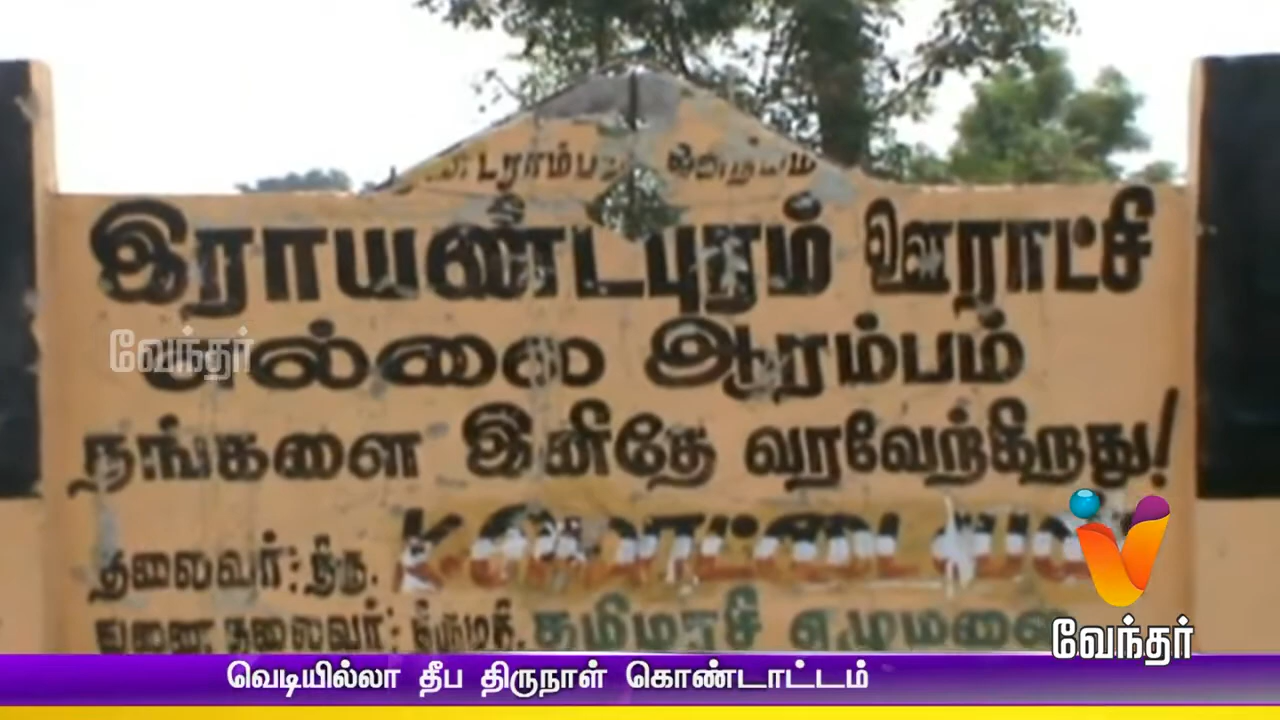 இராயண்டபுரம் ஊராட்சி
எல்லை ஆரம்பம்
தங்களை இனிதே வரவேற்கிறது!
வேந்தர்
தலைவர்: திரு.
துணை தலைவர்: திருமதி. தமிழரசி ஏழுமலை
வேந்தர்
வெடியில்லா தீப திருநாள் கொண்டாட்டம்